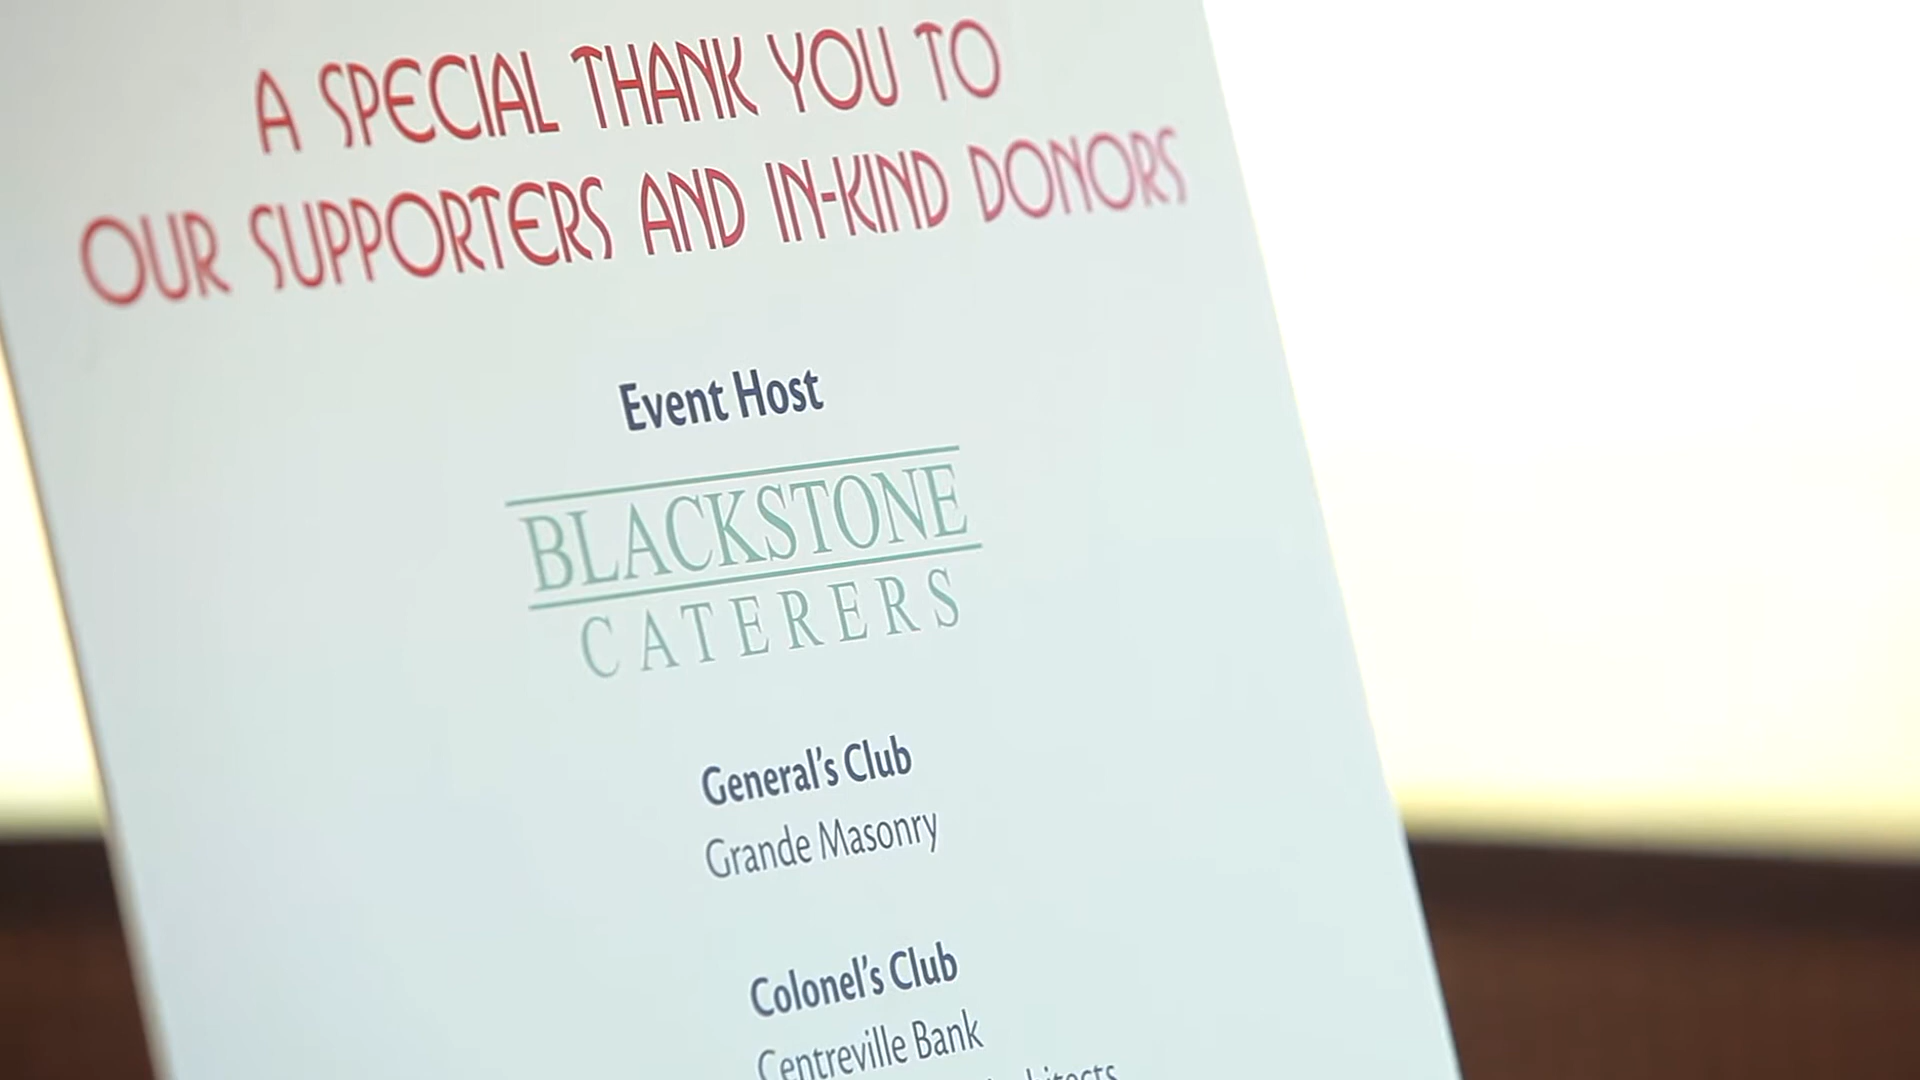 A SPECIAL THANK YOU TO
OUR SUPPORTERS AND IN-KIND DONORS
Event Host
BLACKSTONE
CATERERS
General's Club
Grande Masonry
Colonel's Club
Centreville Bank